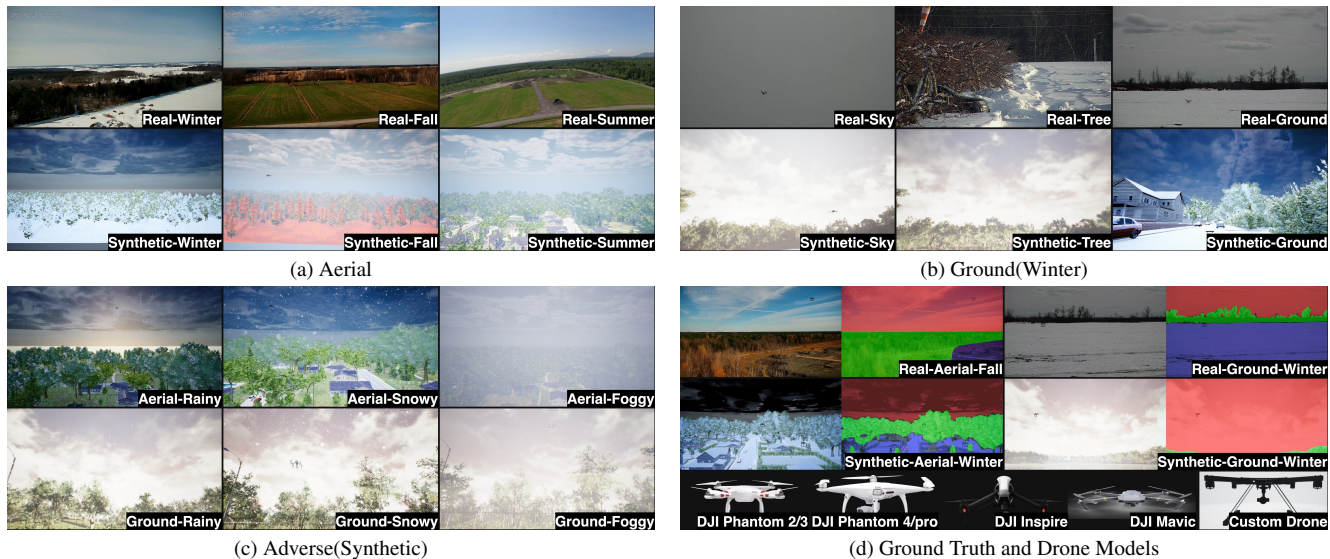 Real-Winter
Real-Fall
Real-Summer
Synthetic-Winter
Synthetic-Fall
Synthetic-Summer
(a) Aerial
Real-Sky
Real-Tree
Real-Ground
Synthetic-Sky
Synthetic-Tree
Synthetic-Ground
(b) Ground(Winter)
Aerial-Rainy
Aerial-Snowy
Aerial-Foggy
Ground-Rainy
Ground-Snowy
Ground-Foggy
(c) Adverse(Synthetic)
Real-Aerial-Fall
Real-Ground-Winter
Synthetic-Aerial-Winter
Synthetic-Ground-Winter
DJI Phantom 2/3
DJI Phantom 4/pro
DJI Inspire
DJI Mavic
Custom Drone
(d) Ground Truth and Drone Models